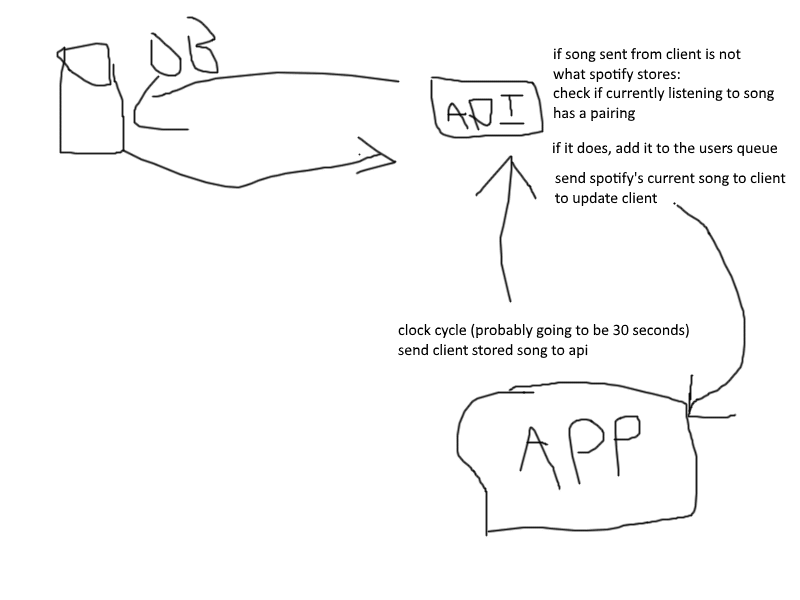 DB
if song sent from client is not
what spotify stores:
check if currently listening to song
has a pairing
API
if it does, add it to the users queue
send spotify's current song to client
to update client
clock cycle (probably going to be 30 seconds)
send client stored song to api
APP